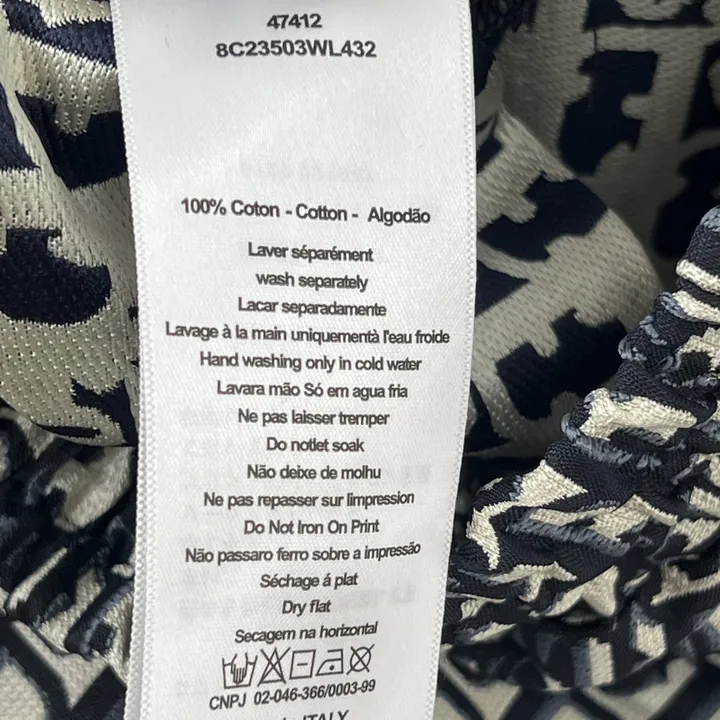 47412
8C23503WL432
100% Coton - Cotton - Algodão
Laver séparément
wash separately
Lacar separadamente
Lavage à la main uniquementà l'eau froide
Hand washing only in cold water
Lavara mão Só em agua fria
Ne pas laisser tremper
Do notlet soak
Não deixe de molhu
Ne pas repasser sur limpression
Do Not Iron On Print
Não passaro ferro sobre a impressão
Séchage á plat
Dry flat
Secagem na horizontal
CNPJ 02-046-366/0003-99
ITALY